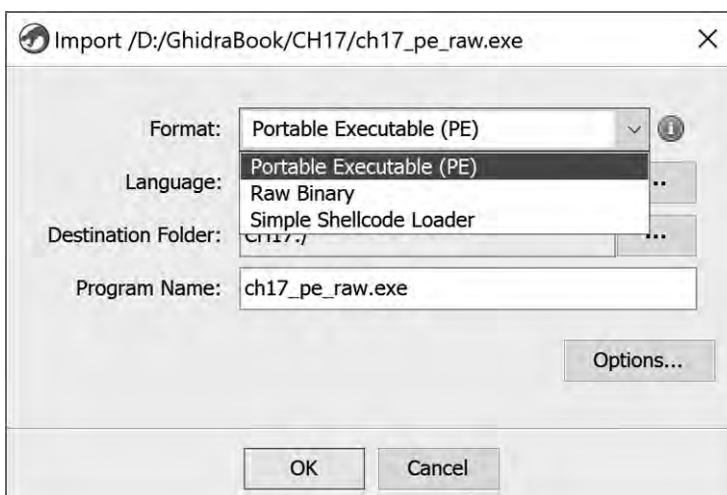 Import /D:/GhidraBook/CH17/ch17_pe_raw.exe
Format: Portable Executable (PE)
Portable Executable (PE)
Language:
Raw Binary
Simple Shellcode Loader
Destination Folder: CH17:/ ...
Program Name: ch17_pe_raw.exe
Options...
OK Cancel